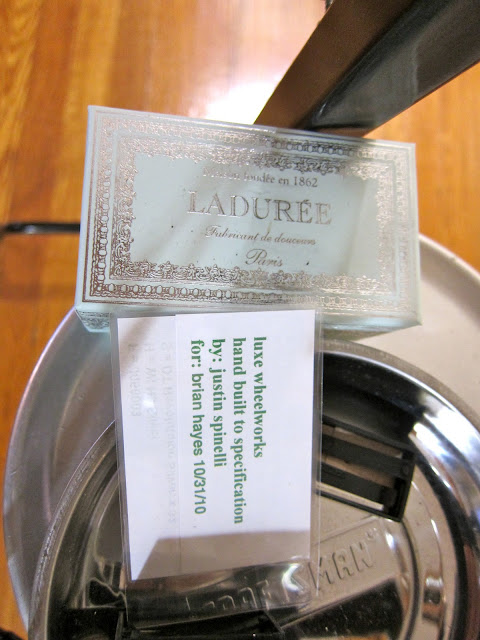 fondée en 1862
LADURÉE
Fabricant de douceurs
Paris
luxe wheelworks
hand built to specification
by: justin spinelli
for: brian hayes 10/31/10
CRAFTSMAN